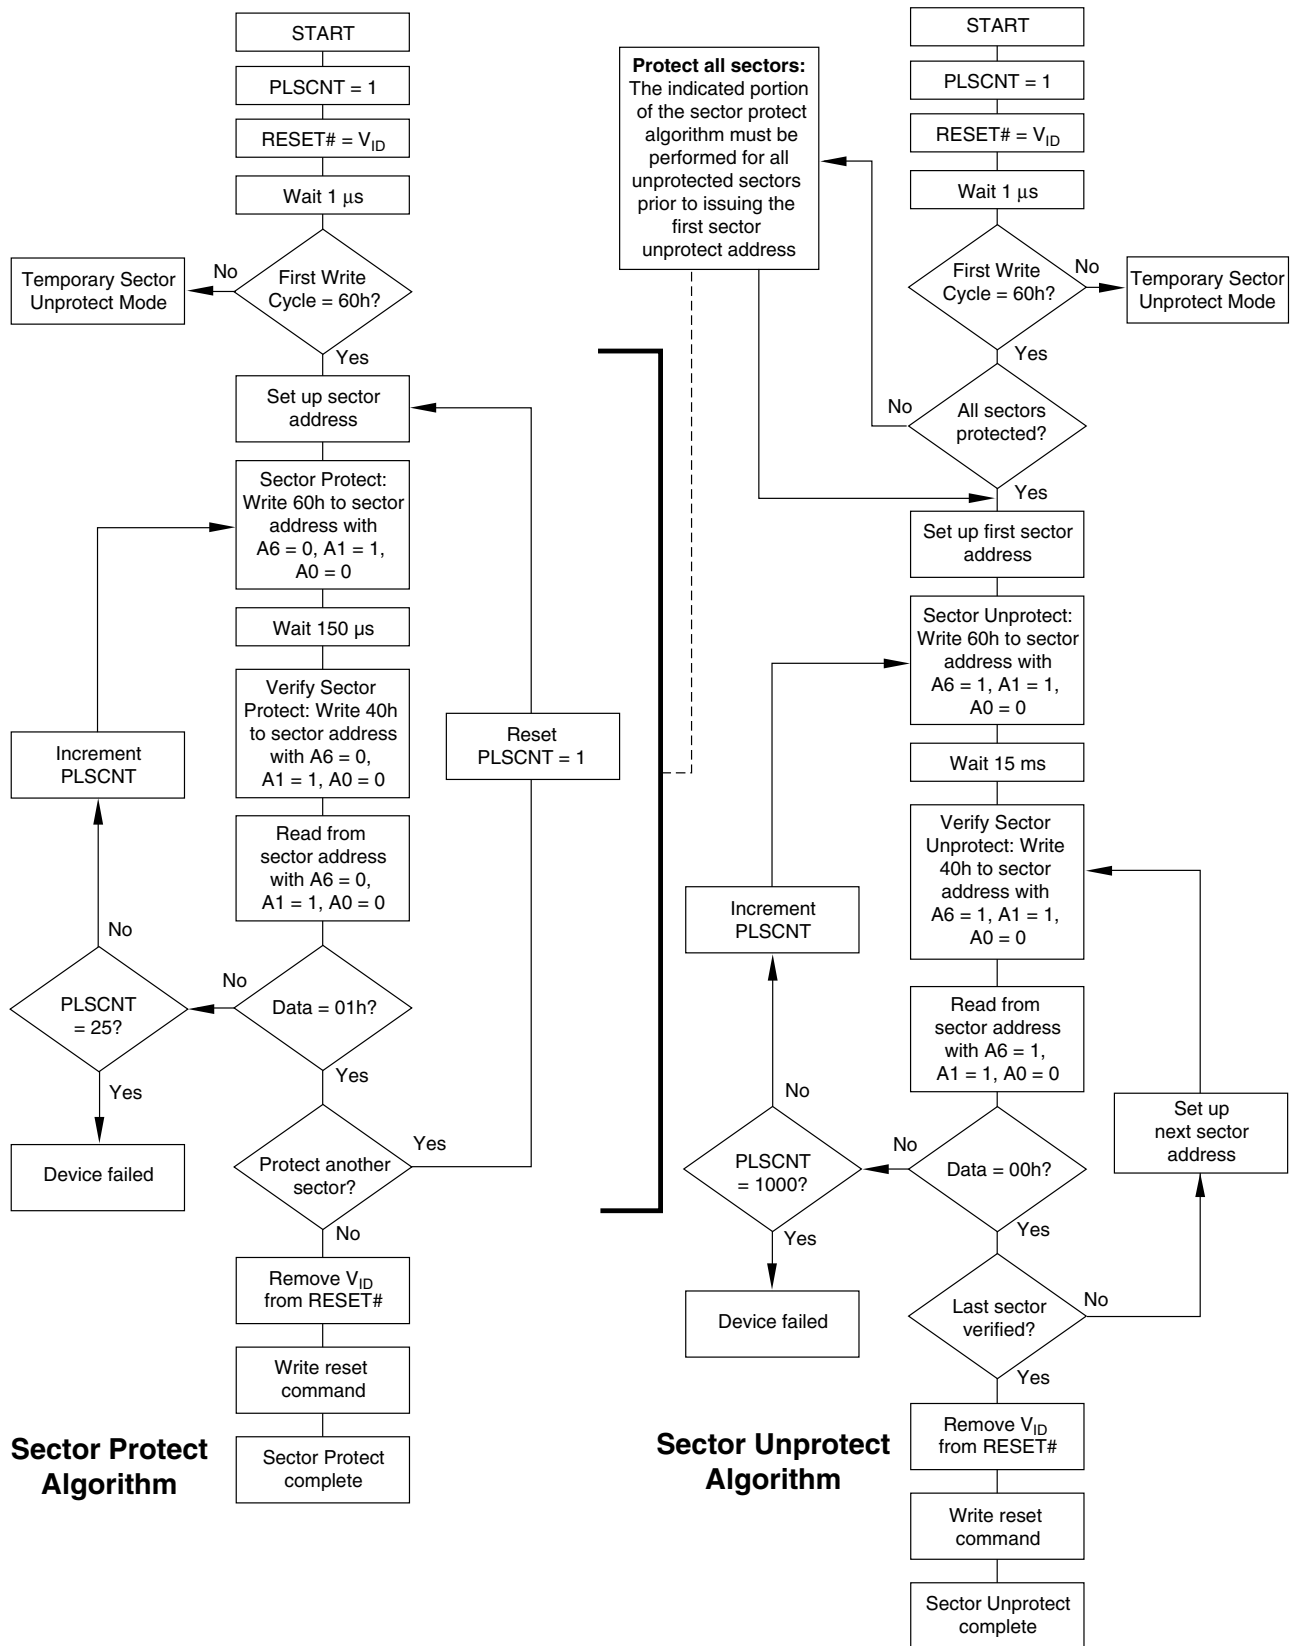 START
PLSCNT = 1
RESET# = VID
Wait 1 μs
First Write
Cycle = 60h?
No
Temporary Sector
Unprotect Mode
Yes
Set up sector
address
Sector Protect:
Write 60h to sector
address with
A6 = 0, A1 = 1,
A0 = 0
Wait 150 µs
Verify Sector
Protect: Write 40h
to sector address
with A6 = 0,
A1 = 1, A0 = 0
Read from
sector address
with A6 = 0,
A1 = 1, A0 = 0
Data = 01h?
No
PLSCNT
= 25?
No
Increment
PLSCNT
Yes
Device failed
Yes
Protect another
sector?
Yes
Reset
PLSCNT = 1
No
Remove VID
from RESET#
Write reset
command
Sector Protect
complete
Sector Protect
Algorithm
Protect all sectors:
The indicated portion
of the sector protect
algorithm must be
performed for all
unprotected sectors
prior to issuing the
first sector
unprotect address
START
PLSCNT = 1
RESET# = VID
Wait 1 μs
First Write
Cycle = 60h?
No
Temporary Sector
Unprotect Mode
Yes
All sectors
protected?
No
Yes
Set up first sector
address
Sector Unprotect:
Write 60h to sector
address with
A6 = 1, A1 = 1,
A0 = 0
Wait 15 ms
Verify Sector
Unprotect: Write
40h to sector
address with
A6 = 1, A1 = 1,
A0 = 0
Read from
sector address
with A6 = 1,
A1 = 1, A0 = 0
Data = 00h?
No
PLSCNT
= 1000?
No
Increment
PLSCNT
Yes
Device failed
Yes
Last sector
verified?
No
Set up
next sector
address
Yes
Remove VID
from RESET#
Write reset
command
Sector Unprotect
complete
Sector Unprotect
Algorithm